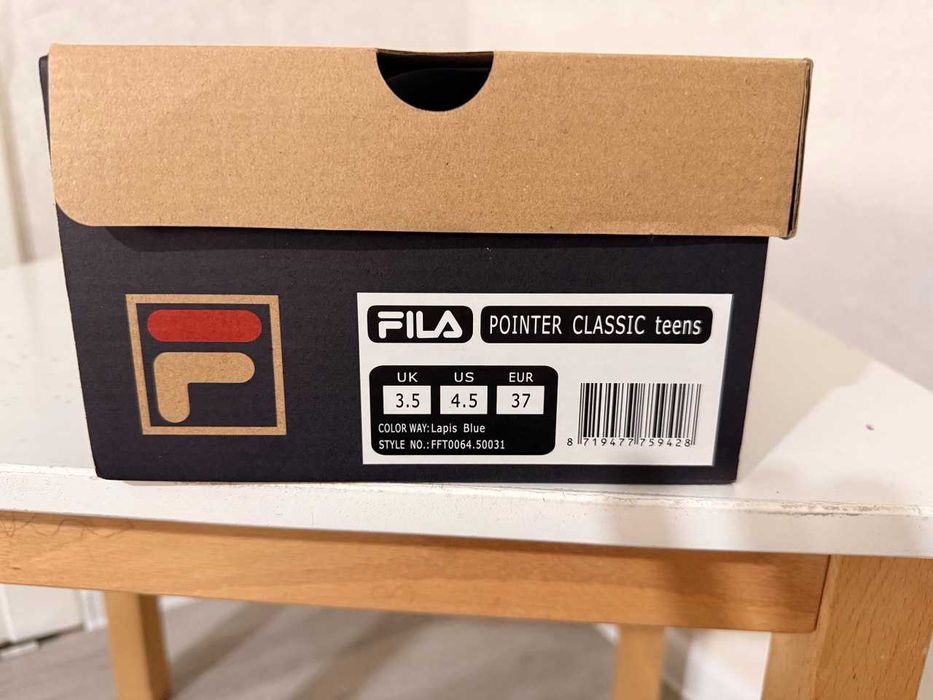 FILA POINTER CLASSIC teens
UK US EUR
3.5 4.5 37
COLOR WAY:Lapis Blue
STYLE NO.:FFT0064.50031
8 719477 759428